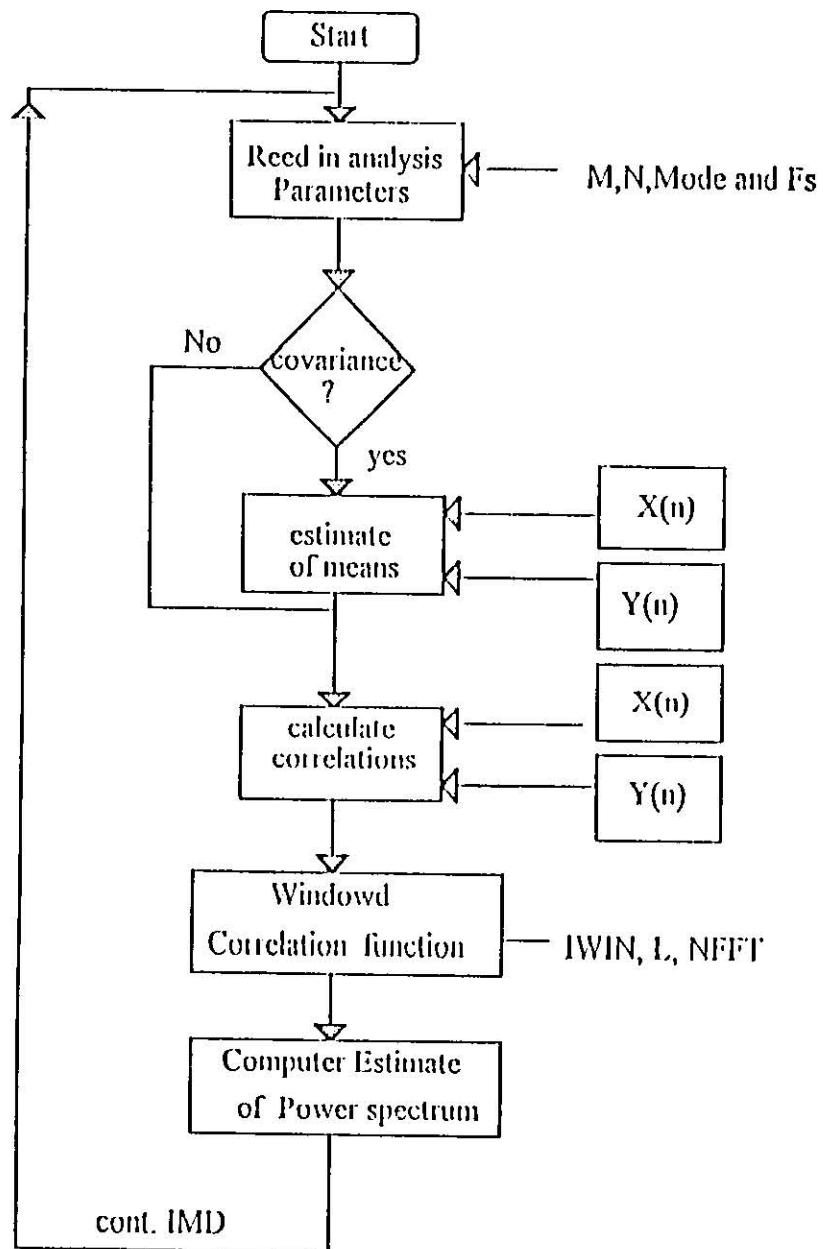 Start
Reed in analysis
Parameters
M,N,Mode and Fs
No
covariance
?
yes
estimate
of means
X(n)
Y(n)
calculate
correlations
X(n)
Y(n)
Windowd
Correlation function
IWIN, L, NFFT
Computer Estimate
of Power spectrum
cont. IMD